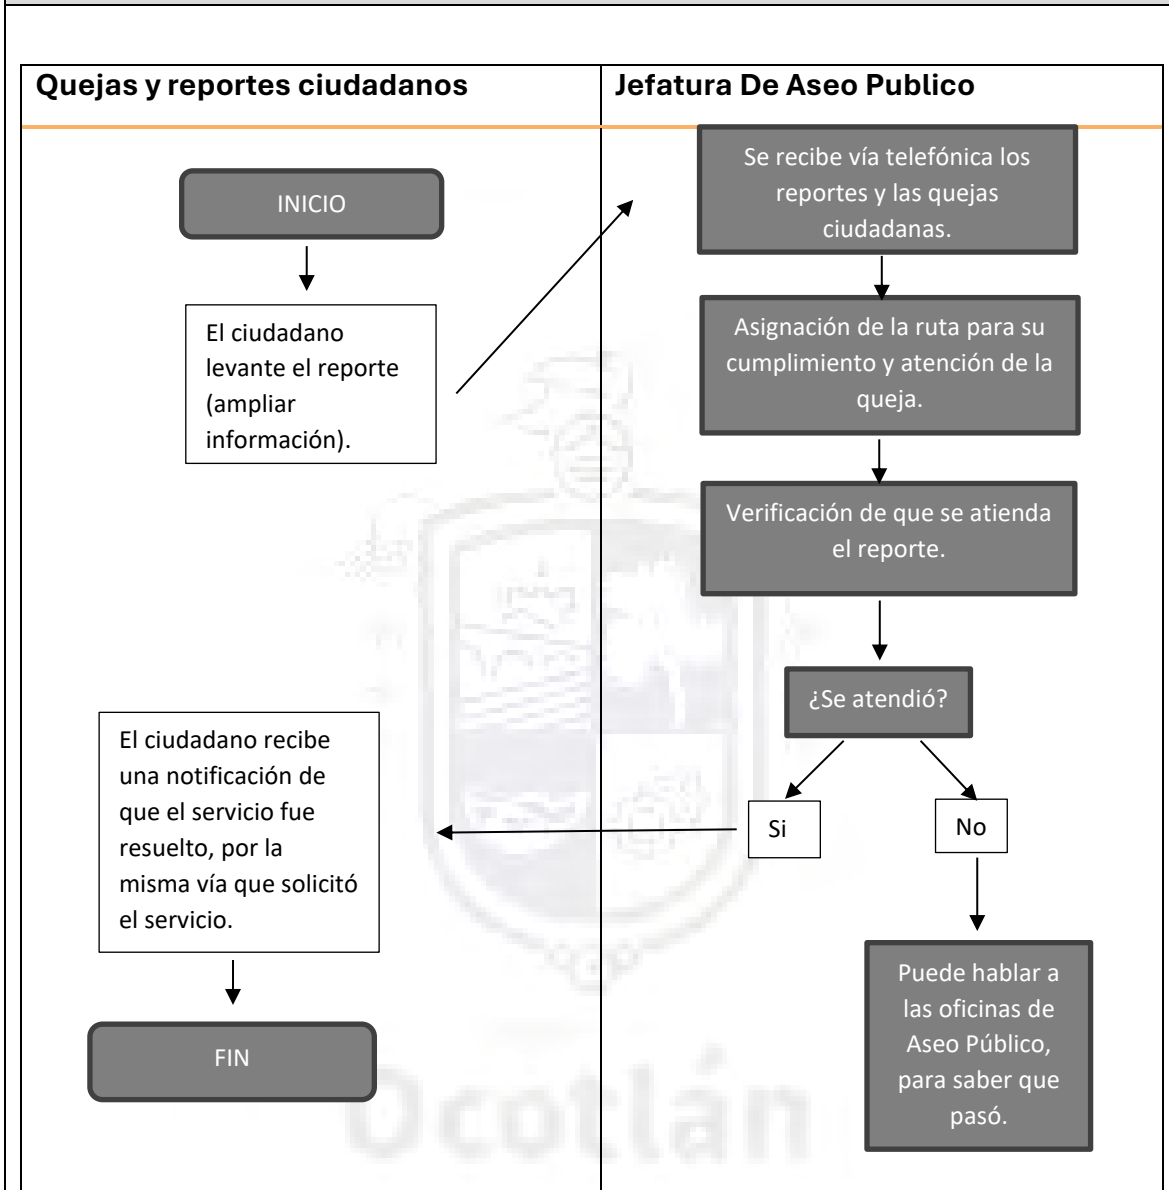 Quejas y reportes ciudadanos
Jefatura De Aseo Publico
INICIO
El ciudadano
levante el reporte
(ampliar
información).
Se recibe vía telefónica los
reportes y las quejas
ciudadanas.
Asignación de la ruta para su
cumplimiento y atención de la
queja.
Verificación de que se atienda
el reporte.
¿Se atendió?
Si
No
El ciudadano recibe
una notificación de
que el servicio fue
resuelto, por la
misma vía que solicitó
el servicio.
FIN
Puede hablar a
las oficinas de
Aseo Público,
para saber que
pasó.
Ocotlán